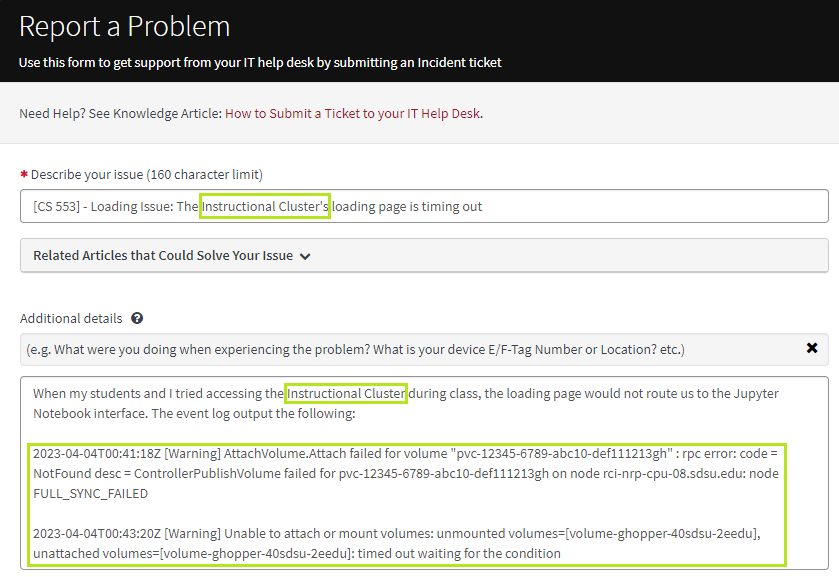 Report a Problem
Use this form to get support from your IT help desk by submitting an Incident ticket
Need Help? See Knowledge Article: How to Submit a Ticket to your IT Help Desk.
* Describe your issue (160 character limit)
[CS 553] - Loading Issue: The Instructional Cluster's loading page is timing out
Related Articles that Could Solve Your Issue
Additional details ?
(e.g. What were you doing when experiencing the problem? What is your device E/F-Tag Number or Location? etc.)
When my students and I tried accessing the Instructional Cluster during class, the loading page would not route us to the Jupyter
Notebook interface. The event log output the following:
2023-04-04T00:41:18Z [Warning] AttachVolume.Attach failed for volume "pvc-12345-6789-abc10-def111213gh" : rpc error: code =
NotFound desc = ControllerPublishVolume failed for pvc-12345-6789-abc10-def111213gh on node rci-nrp-cpu-08.sdsu.edu: node
FULL_SYNC_FAILED
2023-04-04T00:43:20Z [Warning] Unable to attach or mount volumes: unmounted volumes=[volume-ghopper-40sdsu-2eedu],
unattached volumes=[volume-ghopper-40sdsu-2eedu]: timed out waiting for the condition